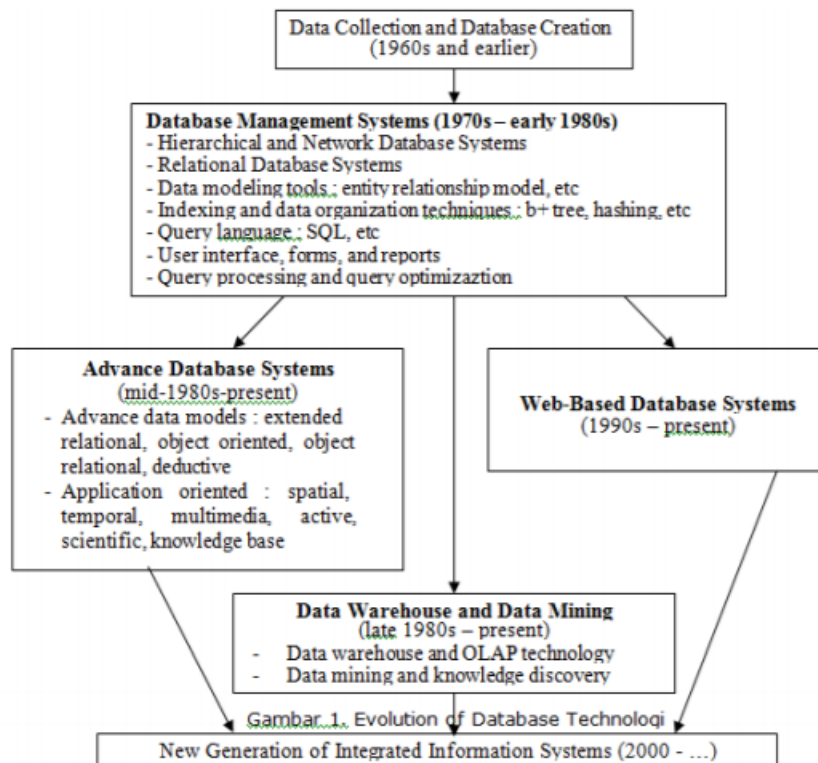 Data Collection and Database Creation
(1960s and earlier)
Database Management Systems (1970s – early 1980s)
- Hierarchical and Network Database Systems
- Relational Database Systems
- Data modeling tools : entity relationship model, etc
- Indexing and data organization techniques : b+ tree, hashing, etc
- Query language : SQL, etc
- User interface, forms, and reports
- Query processing and query optimizaztion
Advance Database Systems
(mid-1980s-present)
- Advance data models : extended
relational, object oriented, object
relational, deductive
- Application oriented : spatial,
temporal, multimedia, active,
scientific, knowledge base
Web-Based Database Systems
(1990s – present)
Data Warehouse and Data Mining
(late 1980s – present)
- Data warehouse and OLAP technology
- Data mining and knowledge discovery
Gambar 1. Evolution of Database Technologi
New Generation of Integrated Information Systems (2000 - …)